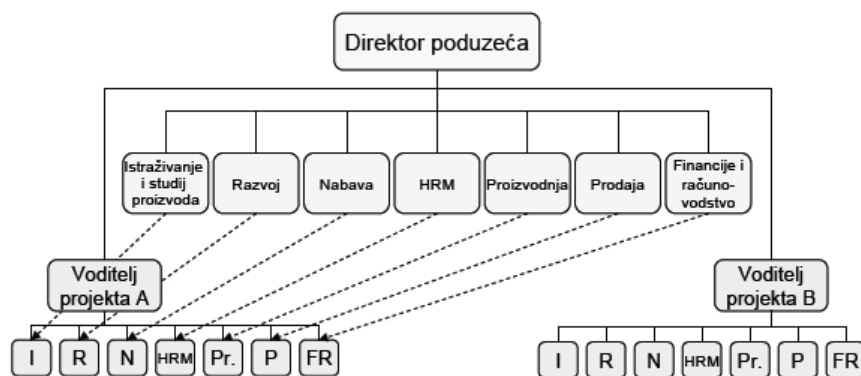 Direktor poduzeća
Istraživanje
i studij
proizvoda
Razvoj
Nabava
HRM
Proizvodnja
Prodaja
Financije i
računo-
vodstvo
Voditelj
projekta A
Voditelj
projekta B
I
R
N
HRM
Pr.
P
FR
I
R
N
HRM
Pr.
P
FR